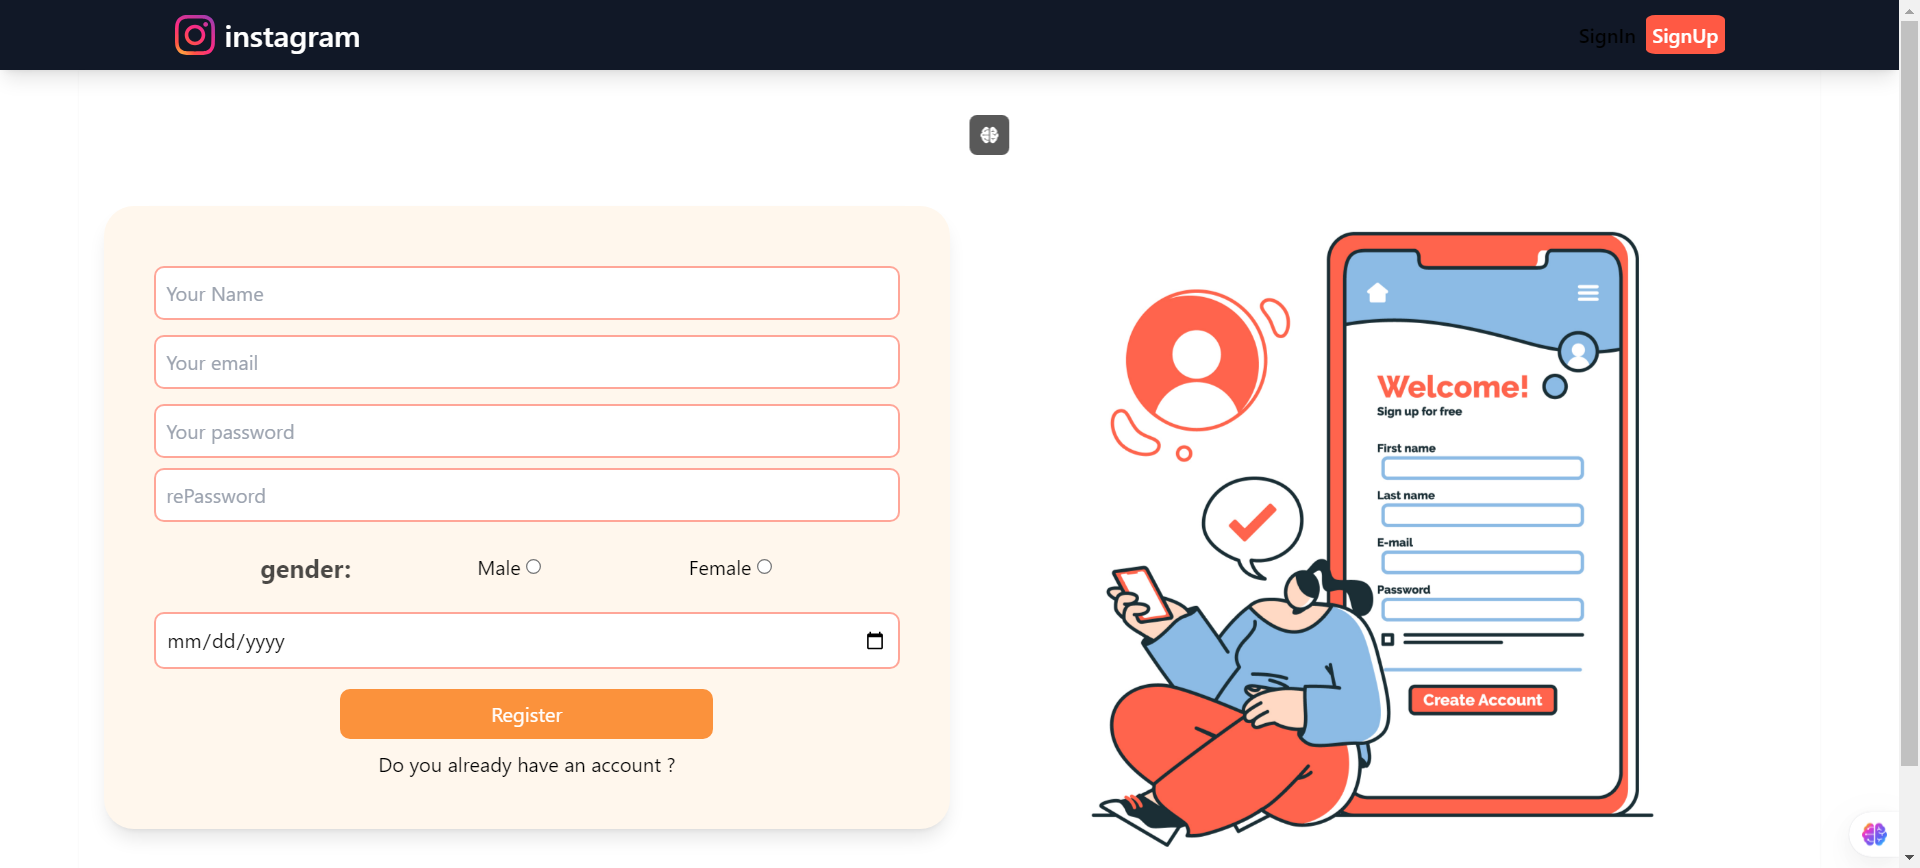 instagram
SignIn SignUp
Your Name
Your email
Your password
rePassword
gender: Male Female
mm/dd/yyyy
Register
Do you already have an account ?
Welcome!
Sign up for free
First name
Last name
E-mail
Password
Create Account